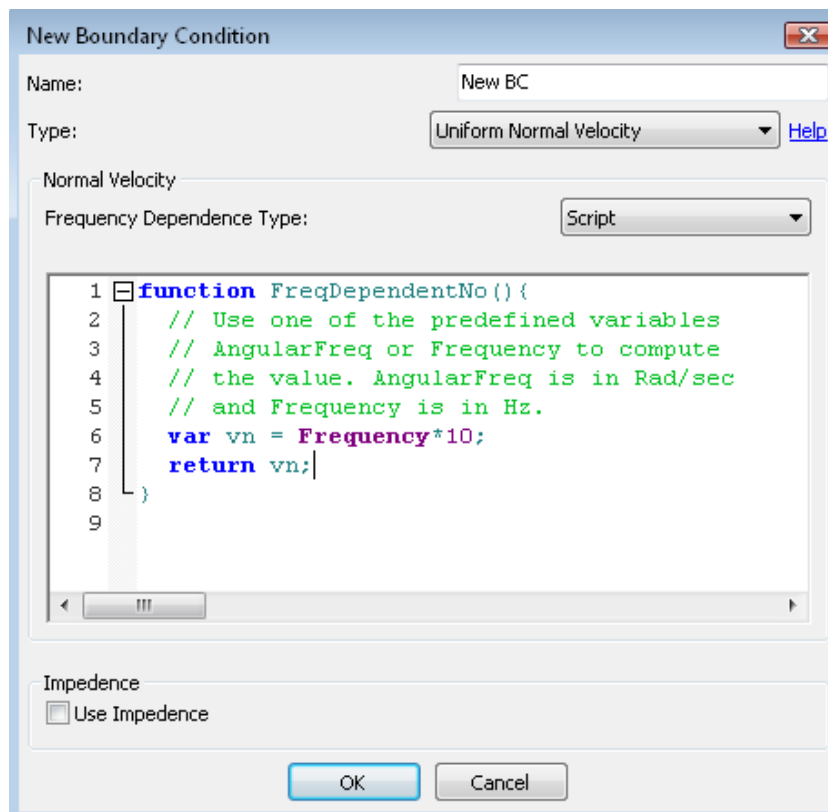 New Boundary Condition
Name: New BC
Type: Uniform Normal Velocity Help
Normal Velocity
Frequency Dependence Type: Script
1 function FreqDependentNo(){
2 // Use one of the predefined variables
3 // AngularFreq or Frequency to compute
4 // the value. AngularFreq is in Rad/sec
5 // and Frequency is in Hz.
6 var vn = Frequency*10;
7 return vn;
8 }
9
Impedence
Use Impedence
OK Cancel